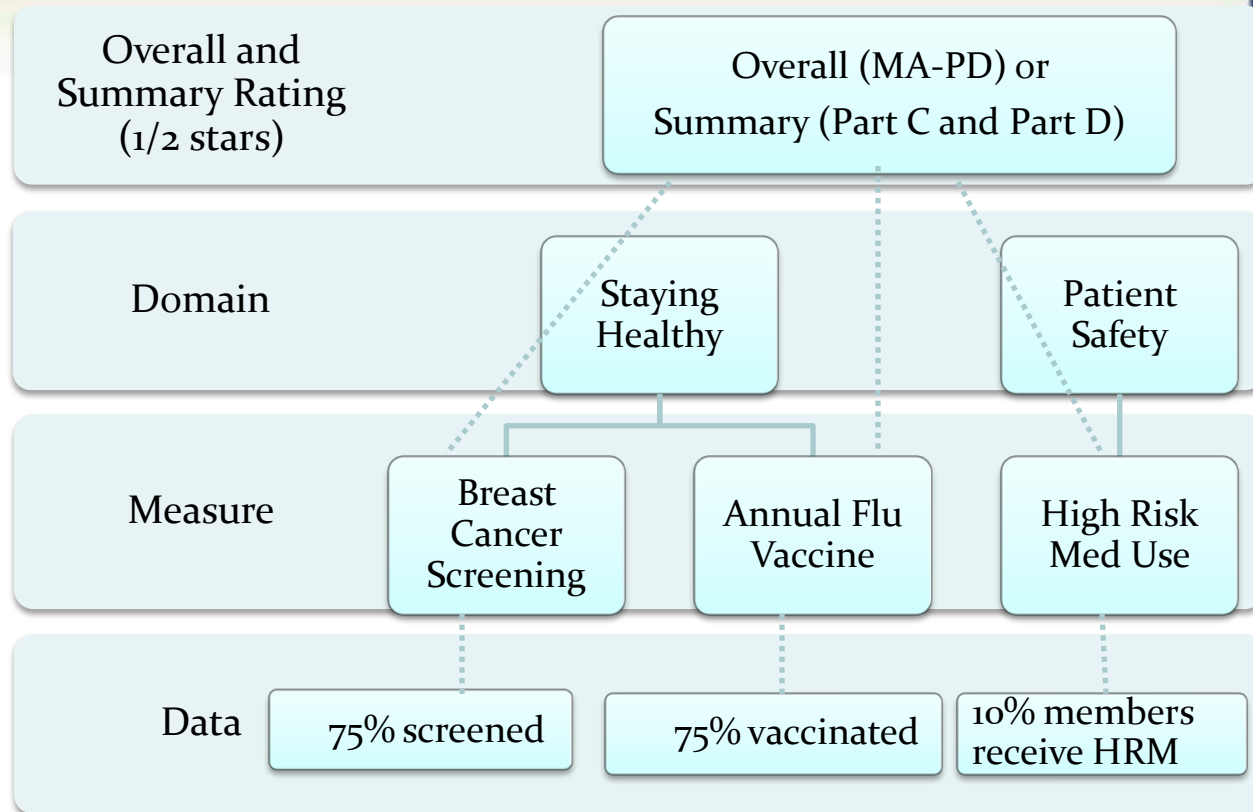 Overall and
Summary Rating
(1/2 stars)
Overall (MA-PD) or
Summary (Part C and Part D)
Domain
Staying
Healthy
Patient
Safety
Measure
Breast
Cancer
Screening
Annual Flu
Vaccine
High Risk
Med Use
Data
75% screened
75% vaccinated
10% members
receive HRM